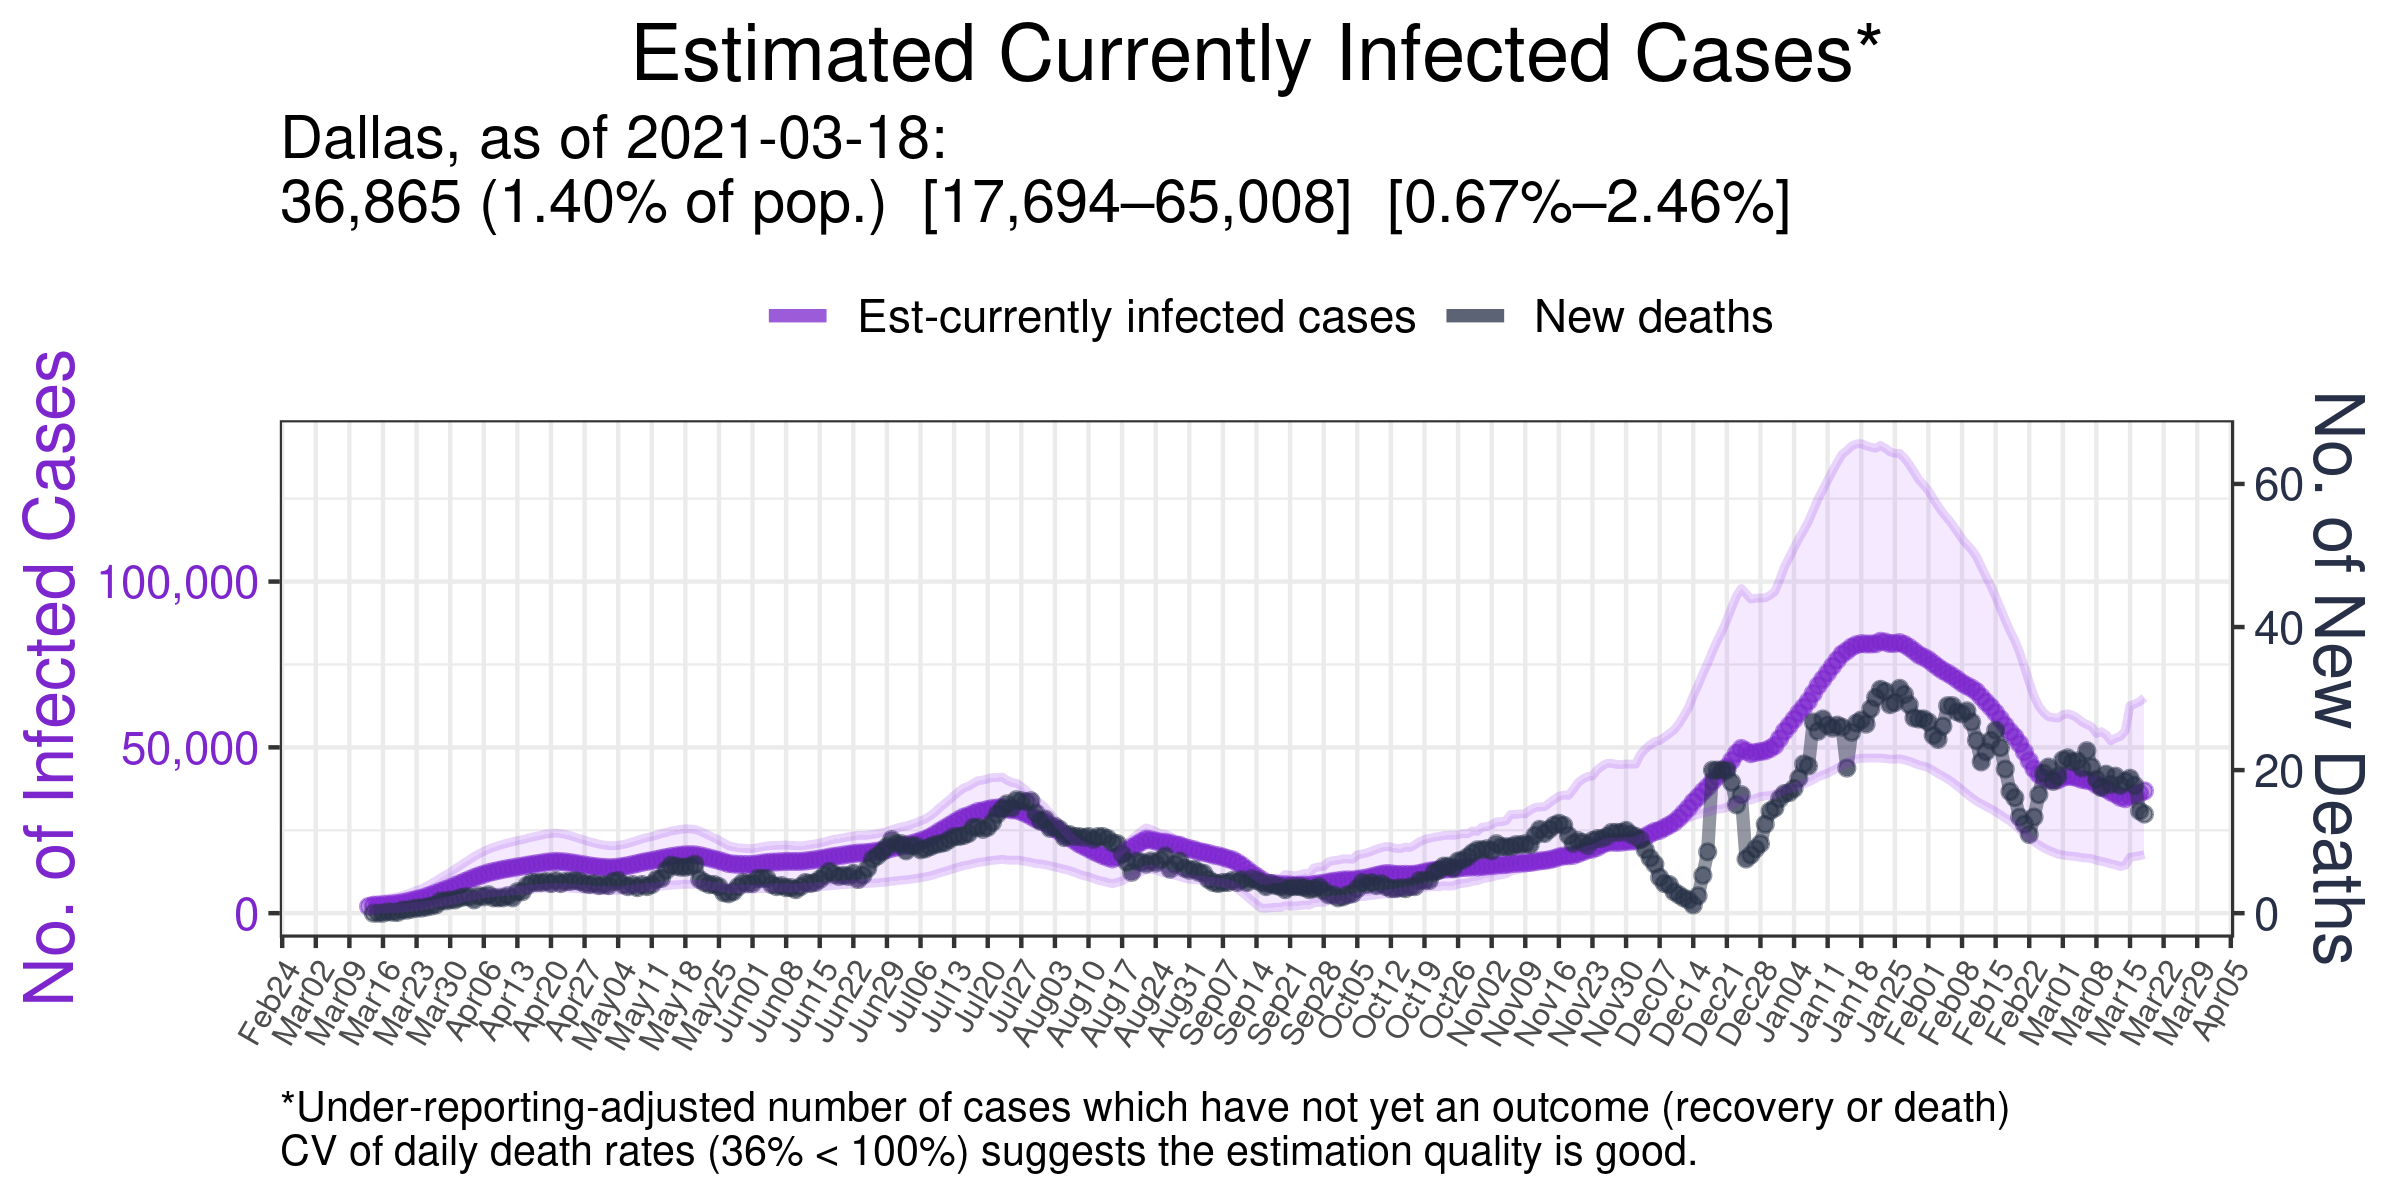 Estimated Currently Infected Cases*
Dallas, as of 2021-03-18:
36,865 (1.40% of pop.) [17,694–65,008] [0.67%–2.46%]
Est-currently infected cases
New deaths
No. of Infected Cases
100,000
50,000
0
60
40
20
0
No. of New Deaths
Feb24
Mar02
Mar09
Mar16
Mar23
Mar30
Apr06
Apr13
Apr20
Apr27
May04
May11
May18
May25
Jun01
Jun08
Jun15
Jun22
Jun29
Jul06
Jul13
Jul20
Jul27
Aug03
Aug10
Aug17
Aug24
Aug31
Sep07
Sep14
Sep21
Sep28
Oct05
Oct12
Oct19
Oct26
Nov02
Nov09
Nov16
Nov23
Nov30
Dec07
Dec14
Dec21
Dec28
Jan04
Jan11
Jan18
Jan25
Feb01
Feb08
Feb15
Feb22
Mar01
Mar08
Mar15
Mar22
Mar29
Apr05
*Under-reporting-adjusted number of cases which have not yet an outcome (recovery or death)
CV of daily death rates (36% < 100%) suggests the estimation quality is good.